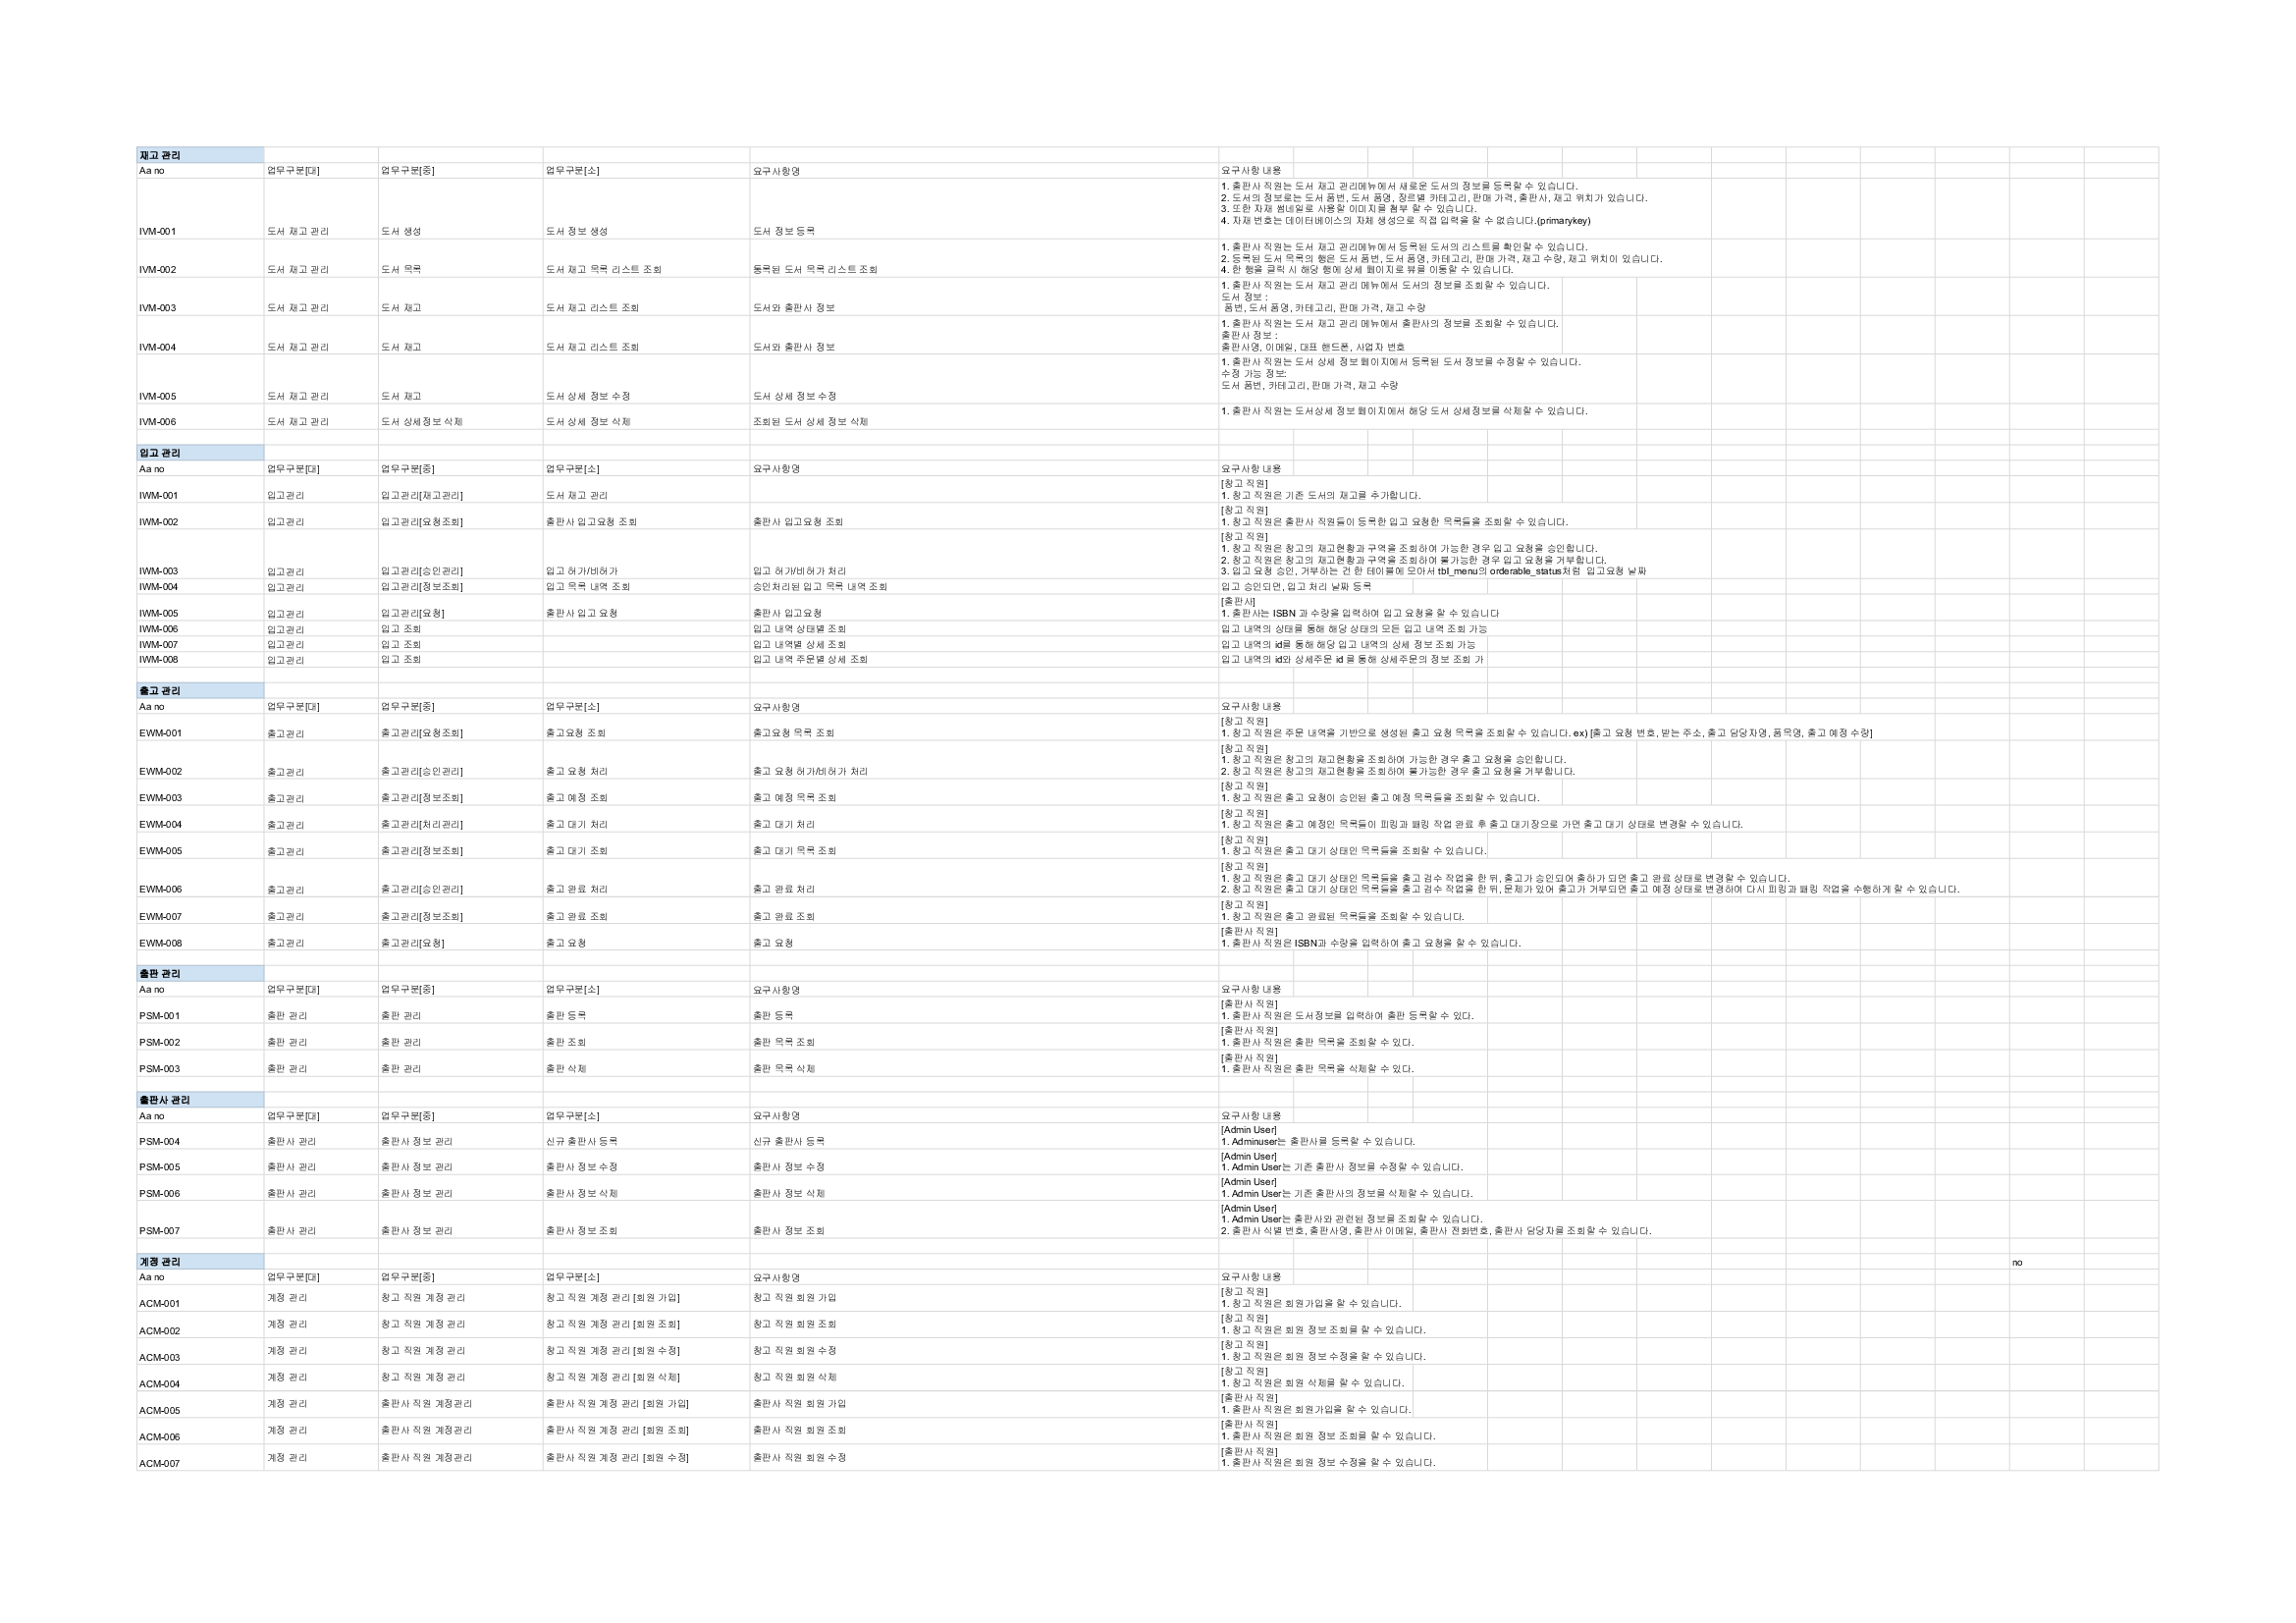 재고 관리
Aa no 업무구분[대] 업무구분[중] 업무구분[소] 요구사항명 요구사항 내용
1. 출판사 직원는 도서 재고 관리메뉴에서 새로운 도서의 정보를 등록할 수 있습니다.
2. 도서의 정보로는 도서 품번, 도서 품명, 장르별 카테고리, 판매 가격, 출판사, 재고 위치가 있습니다.
3. 또한 자재 썸네일로 사용할 이미지를 첨부 할 수 있습니다.
4. 자재 번호는 데이터베이스의 자체 생성으로 직접 입력을 할 수 없습니다.(primarykey)
IVM-001 도서 재고 관리 도서 생성 도서 정보 생성 도서 정보 등록
1. 출판사 직원는 도서 재고 관리메뉴에서 등록된 도서의 리스트를 확인할 수 있습니다.
2. 등록된 도서 목록의 행은 도서 품번, 도서 품명, 카테고리, 판매 가격, 재고 수량, 재고 위치이 있습니다.
IVM-002 도서 재고 관리 도서 목록 도서 재고 목록 리스트 조회 등록된 도서 목록 리스트 조회 4. 한 행을 클릭 시 해당 행에 상세 페이지로 뷰를 이동할 수 있습니다.
1. 출판사 직원는 도서 재고 관리 메뉴에서 도서의 정보를 조회할 수 있습니다.
도서 정보 :
IVM-003 도서 재고 관리 도서 재고 도서 재고 리스트 조회 도서와 출판사 정보 품번, 도서 품명, 카테고리, 판매 가격, 재고 수량
1. 출판사 직원는 도서 재고 관리 메뉴에서 출판사의 정보를 조회할 수 있습니다.
출판사 정보 :
IVM-004 도서 재고 관리 도서 재고 도서 재고 리스트 조회 도서와 출판사 정보 출판사명, 이메일, 대표 핸드폰, 사업자 번호
1. 출판사 직원는 도서 상세 정보 페이지에서 등록된 도서 정보를 수정할 수 있습니다.
수정 가능 정보:
도서 품번, 카테고리, 판매 가격, 재고 수량
IVM-005 도서 재고 관리 도서 재고 도서 상세 정보 수정 도서 상세 정보 수정
1. 출판사 직원는 도서상세 정보 페이지에서 해당 도서 상세정보를 삭제할 수 있습니다.
IVM-006 도서 재고 관리 도서 상세정보 삭제 도서 상세 정보 삭제 조회된 도서 상세 정보 삭제
입고 관리
Aa no 업무구분[대] 업무구분[중] 업무구분[소] 요구사항명 요구사항 내용
[창고 직원]
IWM-001 입고관리 입고관리[재고관리] 도서 재고 관리 1. 창고 직원은 기존 도서의 재고를 추가합니다.
[창고 직원]
IWM-002 입고관리 입고관리[요청조회] 출판사 입고요청 조회 출판사 입고요청 조회 1. 창고 직원은 출판사 직원들이 등록한 입고 요청한 목록들을 조회할 수 있습니다.
[창고 직원]
1. 창고 직원은 창고의 재고현황과 구역을 조회하여 가능한 경우 입고 요청을 승인합니다.
2. 창고 직원은 창고의 재고현황과 구역을 조회하여 불가능한 경우 입고 요청을 거부합니다.
IWM-003 입고관리 입고관리[승인관리] 입고 허가/비허가 입고 허가/비허가 처리 3. 입고 요청 승인, 거부하는 건 한 테이블에 모아서 tbl_menu의 orderable_status처럼 입고요청 날짜
IWM-004 입고관리 입고관리[정보조회] 입고 목록 내역 조회 승인처리된 입고 목록 내역 조회 입고 승인되면, 입고 처리 날짜 등록
[출판사]
IWM-005 입고관리 입고관리[요청] 출판사 입고 요청 출판사 입고요청 1. 출판사는 ISBN 과 수량을 입력하여 입고 요청을 할 수 있습니다
IWM-006 입고관리 입고 조회 입고 내역 상태별 조회 입고 내역의 상태를 통해 해당 상태의 모든 입고 내역 조회 가능
IWM-007 입고관리 입고 조회 입고 내역별 상세 조회 입고 내역의 id를 통해 해당 입고 내역의 상세 정보 조회 가능
IWM-008 입고관리 입고 조회 입고 내역 주문별 상세 조회 입고 내역의 id와 상세주문 id 를 통해 상세주문의 정보 조회 가
출고 관리
Aa no 업무구분[대] 업무구분[중] 업무구분[소] 요구사항명 요구사항 내용
[창고 직원]
EWM-001 출고관리 출고관리[요청조회] 출고요청 조회 출고요청 목록 조회 1. 창고 직원은 주문 내역을 기반으로 생성된 출고 요청 목록을 조회할 수 있습니다. ex) [출고 요청 번호, 받는 주소, 출고 담당자명, 품목명, 출고 예정 수량]
[창고 직원]
1. 창고 직원은 창고의 재고현황을 조회하여 가능한 경우 출고 요청을 승인합니다.
EWM-002 출고관리 출고관리[승인관리] 출고 요청 처리 출고 요청 허가/비허가 처리 2. 창고 직원은 창고의 재고현황을 조회하여 불가능한 경우 출고 요청을 거부합니다.
[창고 직원]
EWM-003 출고관리 출고관리[정보조회] 출고 예정 조회 출고 예정 목록 조회 1. 창고 직원은 출고 요청이 승인된 출고 예정 목록들을 조회할 수 있습니다.
[창고 직원]
EWM-004 출고관리 출고관리[처리관리] 출고 대기 처리 출고 대기 처리 1. 창고 직원은 출고 예정인 목록들이 피킹과 패킹 작업 완료 후 출고 대기장으로 가면 출고 대기 상태로 변경할 수 있습니다.
[창고 직원]
EWM-005 출고관리 출고관리[정보조회] 출고 대기 조회 출고 대기 목록 조회 1. 창고 직원은 출고 대기 상태인 목록들을 조회할 수 있습니다.
[창고 직원]
1. 창고 직원은 출고 대기 상태인 목록들을 출고 검수 작업을 한 뒤, 출고가 승인되어 출하가 되면 출고 완료 상태로 변경할 수 있습니다.
EWM-006 출고관리 출고관리[승인관리] 출고 완료 처리 출고 완료 처리 2. 창고 직원은 출고 대기 상태인 목록들을 출고 검수 작업을 한 뒤, 문제가 있어 출고가 거부되면 출고 예정 상태로 변경하여 다시 피킹과 패킹 작업을 수행하게 할 수 있습니다.
[창고 직원]
EWM-007 출고관리 출고관리[정보조회] 출고 완료 조회 출고 완료 조회 1. 창고 직원은 출고 완료된 목록들을 조회할 수 있습니다.
[출판사 직원]
EWM-008 출고관리 출고관리[요청] 출고 요청 출고 요청 1. 출판사 직원은 ISBN과 수량을 입력하여 출고 요청을 할 수 있습니다.
출판 관리
Aa no 업무구분[대] 업무구분[중] 업무구분[소] 요구사항명 요구사항 내용
[출판사 직원]
PSM-001 출판 관리 출판 관리 출판 등록 출판 등록 1. 출판사 직원은 도서정보를 입력하여 출판 등록할 수 있다.
[출판사 직원]
PSM-002 출판 관리 출판 관리 출판 조회 출판 목록 조회 1. 출판사 직원은 출판 목록을 조회할 수 있다.
[출판사 직원]
PSM-003 출판 관리 출판 관리 출판 삭제 출판 목록 삭제 1. 출판사 직원은 출판 목록을 삭제할 수 있다.
출판사 관리
Aa no 업무구분[대] 업무구분[중] 업무구분[소] 요구사항명 요구사항 내용
[Admin User]
PSM-004 출판사 관리 출판사 정보 관리 신규 출판사 등록 신규 출판사 등록 1. Adminuser는 출판사를 등록할 수 있습니다.
[Admin User]
PSM-005 출판사 관리 출판사 정보 관리 출판사 정보 수정 출판사 정보 수정 1. Admin User는 기존 출판사 정보를 수정할 수 있습니다.
[Admin User]
PSM-006 출판사 관리 출판사 정보 관리 출판사 정보 삭제 출판사 정보 삭제 1. Admin User는 기존 출판사의 정보를 삭제할 수 있습니다.
[Admin User]
1. Admin User는 출판사와 관련된 정보를 조회할 수 있습니다.
PSM-007 출판사 관리 출판사 정보 관리 출판사 정보 조회 출판사 정보 조회 2. 출판사 식별 번호, 출판사명, 출판사 이메일, 출판사 전화번호, 출판사 담당자를 조회할 수 있습니다.
계정 관리 no
Aa no 업무구분[대] 업무구분[중] 업무구분[소] 요구사항명 요구사항 내용
[창고 직원]
ACM-001 계정 관리 창고 직원 계정 관리 창고 직원 계정 관리 [회원 가입] 창고 직원 회원 가입 1. 창고 직원은 회원가입을 할 수 있습니다.
[창고 직원]
ACM-002 계정 관리 창고 직원 계정 관리 창고 직원 계정 관리 [회원 조회] 창고 직원 회원 조회 1. 창고 직원은 회원 정보 조회를 할 수 있습니다.
[창고 직원]
ACM-003 계정 관리 창고 직원 계정 관리 창고 직원 계정 관리 [회원 수정] 창고 직원 회원 수정 1. 창고 직원은 회원 정보 수정을 할 수 있습니다.
[창고 직원]
ACM-004 계정 관리 창고 직원 계정 관리 창고 직원 계정 관리 [회원 삭제] 창고 직원 회원 삭제 1. 창고 직원은 회원 삭제를 할 수 있습니다.
[출판사 직원]
ACM-005 계정 관리 출판사 직원 계정관리 출판사 직원 계정 관리 [회원 가입] 출판사 직원 회원 가입 1. 출판사 직원은 회원가입을 할 수 있습니다.
[출판사 직원]
ACM-006 계정 관리 출판사 직원 계정관리 출판사 직원 계정 관리 [회원 조회] 출판사 직원 회원 조회 1. 출판사 직원은 회원 정보 조회를 할 수 있습니다.
[출판사 직원]
ACM-007 계정 관리 출판사 직원 계정관리 출판사 직원 계정 관리 [회원 수정] 출판사 직원 회원 수정 1. 출판사 직원은 회원 정보 수정을 할 수 있습니다.